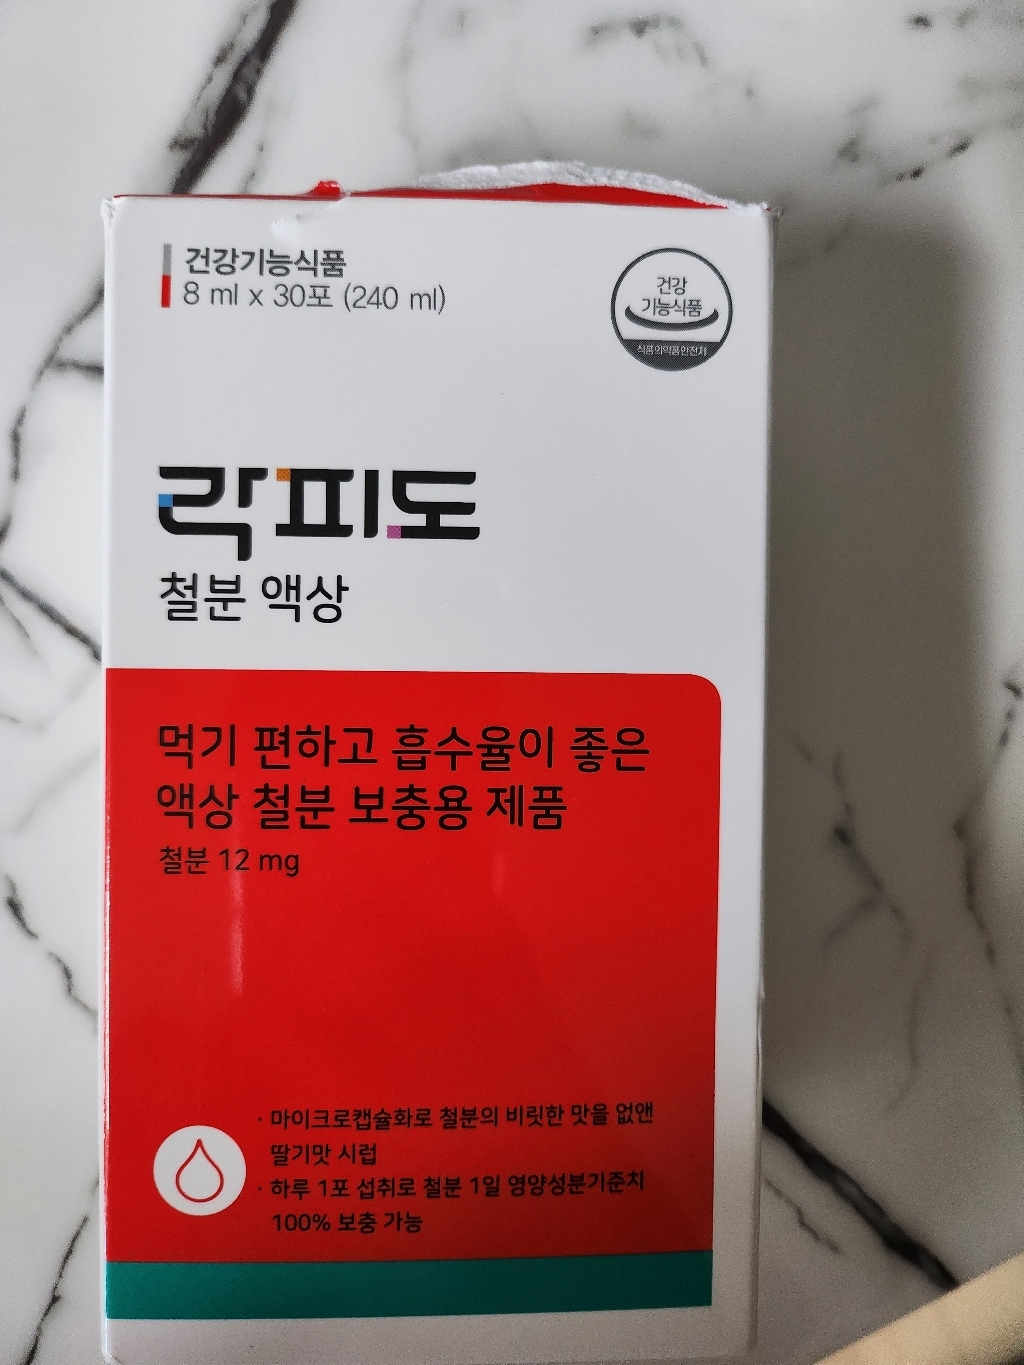 건강기능식품
8 ml x 30포 (240 ml)
건강
기능식품
식품의약품안전처
락피도
철분 액상
먹기 편하고 흡수율이 좋은
액상 철분 보충용 제품
철분 12 mg
· 마이크로캡슐화로 철분의 비릿한 맛을 없앤
딸기맛 시럽
· 하루 1포 섭취로 철분 1일 영양성분기준치
100% 보충 가능